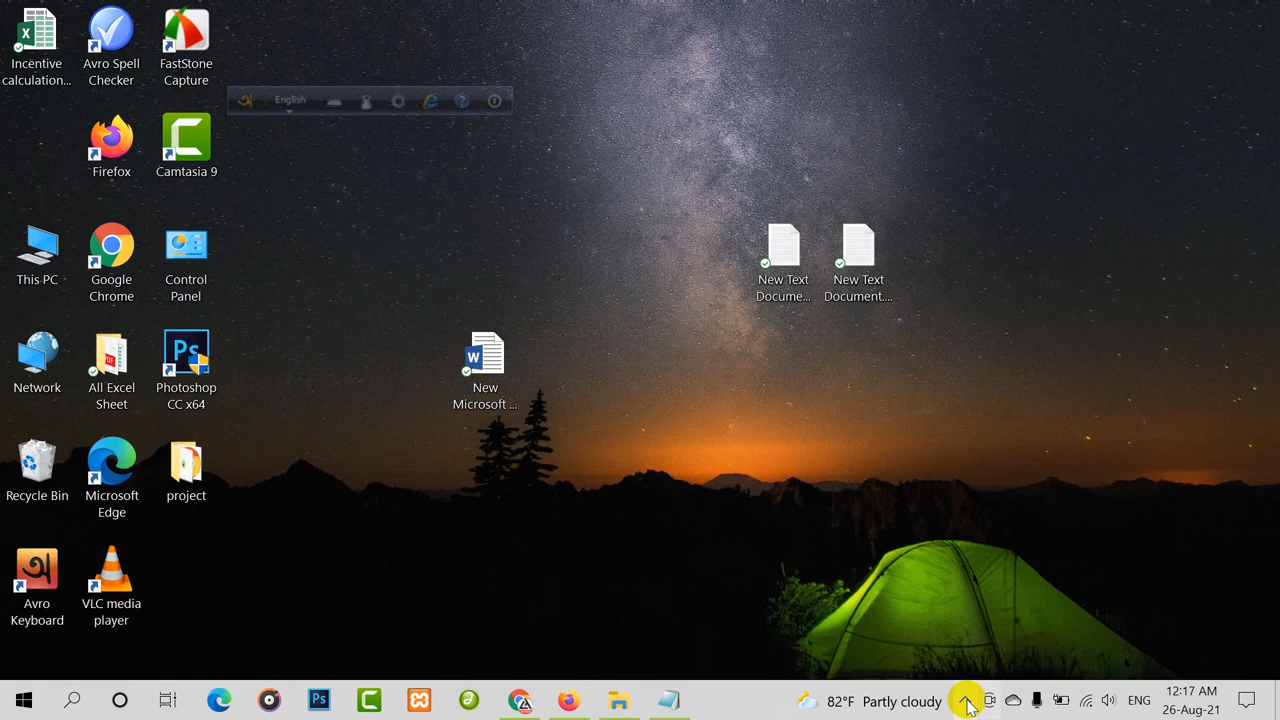 Incentive
calculation...
Avro Spell
Checker
FastStone
Capture
English
Firefox
Camtasia 9
This PC
Google
Chrome
Control
Panel
New Text
Docume...
New Text
Document....
Network
All Excel
Sheet
Ps
Photoshop
CC x64
W
New
Microsoft ...
Recycle Bin
Microsoft
Edge
project
অ
Avro
Keyboard
VLC media
player
Ps
82°F Partly cloudy
ENG
12:17 AM
26-Aug-21